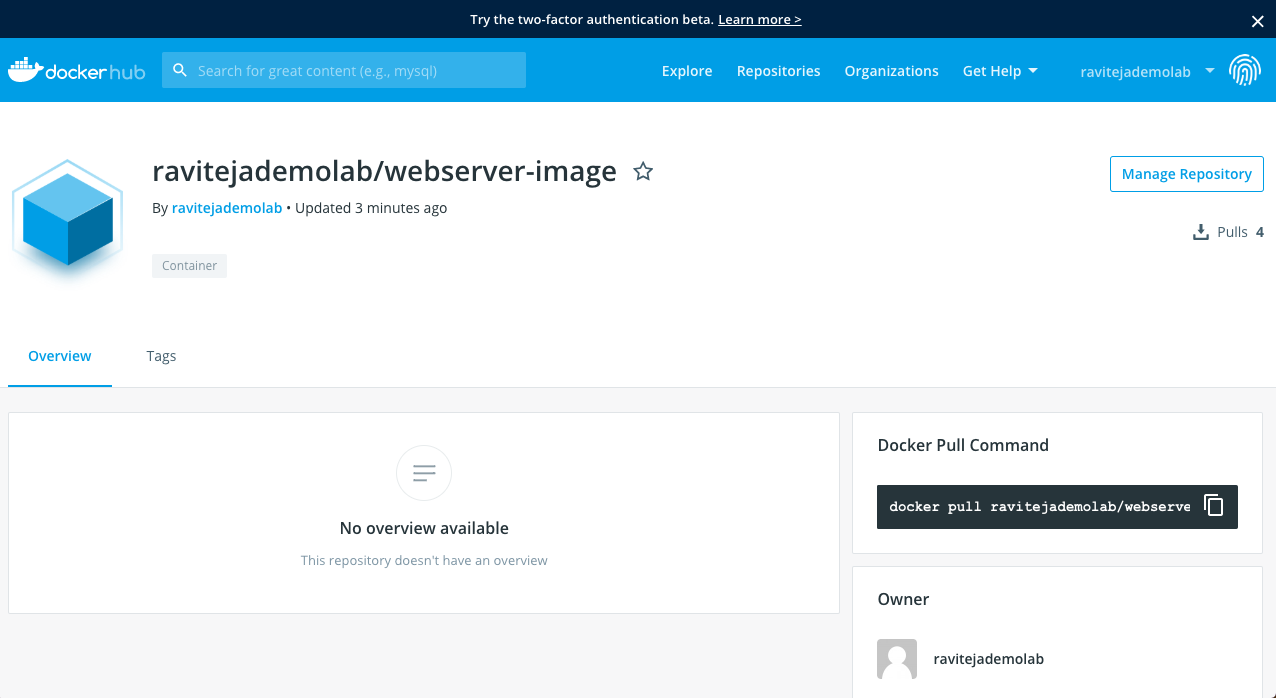 Try the two-factor authentication beta. Learn more >
dockerhub
Search for great content (e.g., mysql)
Explore
Repositories
Organizations
Get Help
ravitejademolab
ravitejademolab/webserver-image
Manage Repository
By ravitejademolab • Updated 3 minutes ago
Pulls 4
Container
Overview
Tags
No overview available
This repository doesn't have an overview
Docker Pull Command
docker pull ravitejademolab/webserve
Owner
ravitejademolab